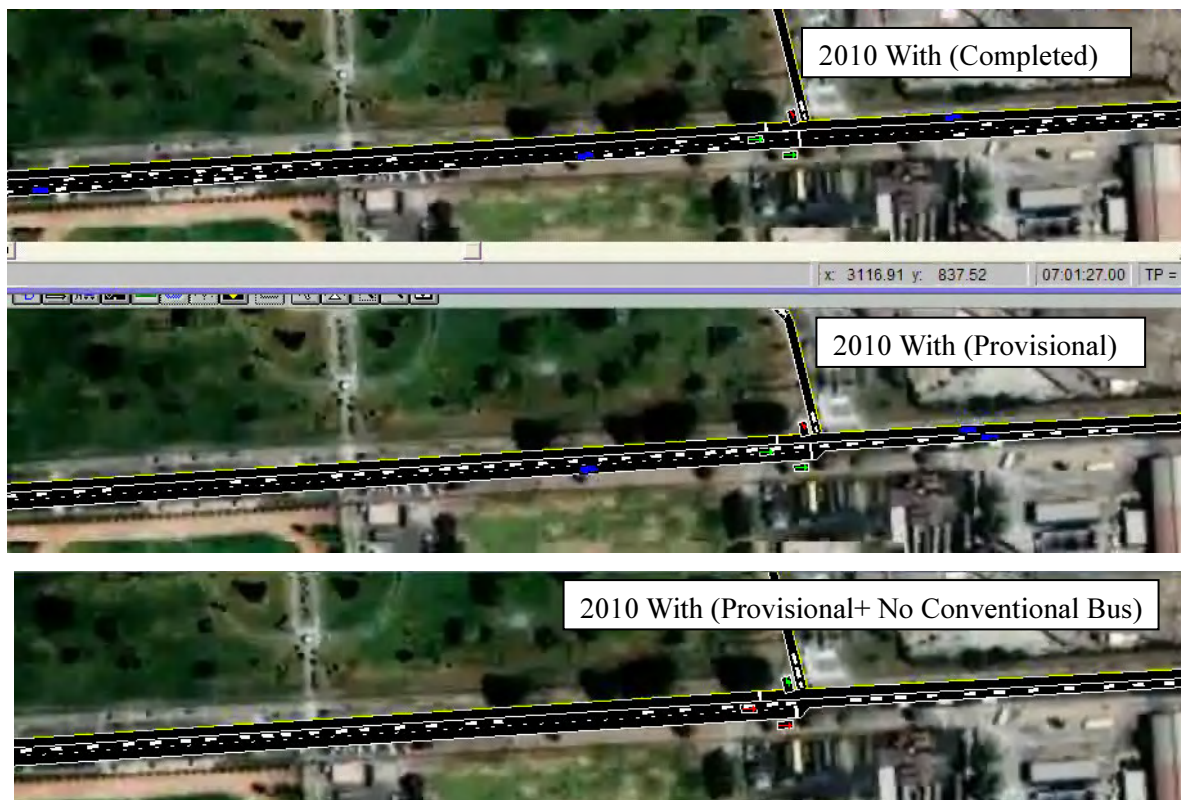 2010 With (Completed)
x: 3116.91 y: 837.52 07:01:27.00 TP =
2010 With (Provisional)
2010 With (Provisional+ No Conventional Bus)